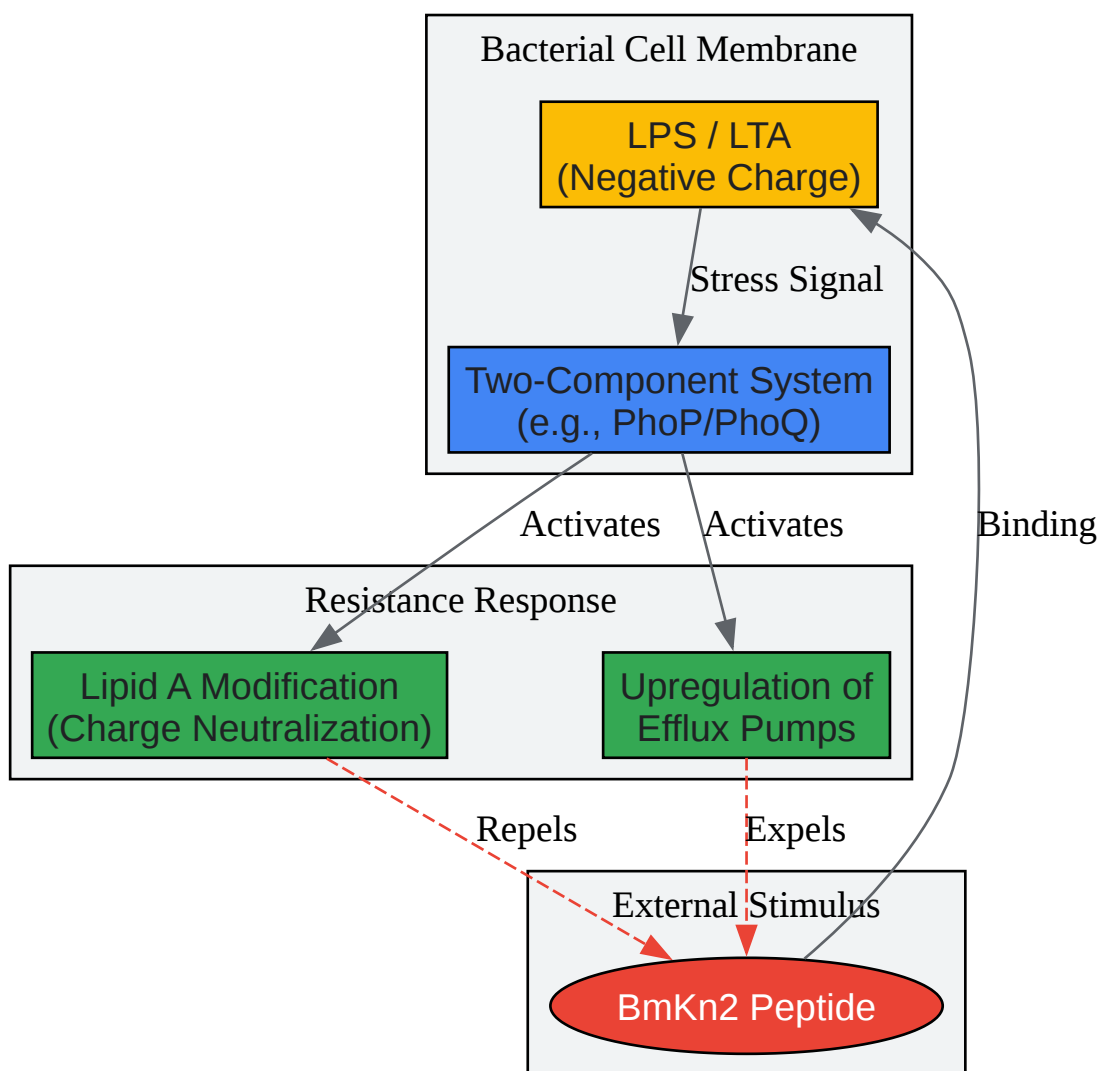 Bacterial Cell Membrane
LPS / LTA
(Negative Charge)
Stress Signal
Two-Component System
(e.g., PhoP/PhoQ)
Activates
Activates
Binding
Resistance Response
Lipid A Modification
(Charge Neutralization)
Upregulation of
Efflux Pumps
Repels
Expels
External Stimulus
BmKn2 Peptide